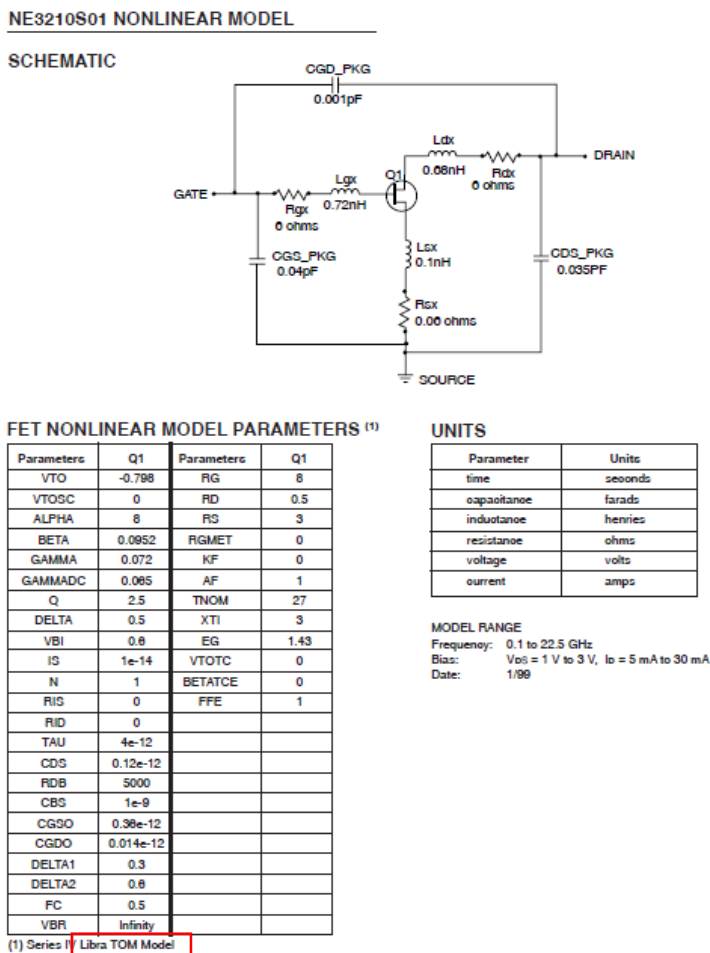 NE3210S01 NONLINEAR MODEL
SCHEMATIC
CGD_PKG
0.001pF
Ldx
0.68nH
Rdx
6 ohms
DRAIN
Q1
Lgx
0.72nH
GATE
Rgx
6 ohms
CGS_PKG
0.04pF
Lsx
0.1nH
CDS_PKG
0.035PF
Rsx
0.06 ohms
SOURCE
FET NONLINEAR MODEL PARAMETERS (1)
Parameters Q1 Parameters Q1
VTO -0.798 RG 8
VTOSC 0 RD 0.5
ALPHA 8 RS 3
BETA 0.0952 RGMET 0
GAMMA 0.072 KF 0
GAMMADC 0.065 AF 1
Q 2.5 TNOM 27
DELTA 0.5 XTI 3
VBI 0.6 EG 1.43
IS 1e-14 VTOTC 0
N 1 BETATCE 0
RIS 0 FFE 1
RID 0
TAU 4e-12
CDS 0.12e-12
RDB 5000
CBS 1e-9
CGSO 0.36e-12
CGDO 0.014e-12
DELTA1 0.3
DELTA2 0.6
FC 0.5
VBR Infinity
(1) Series IV Libra TOM Model
UNITS
Parameter Units
time seconds
capacitance farads
inductance henries
resistance ohms
voltage volts
current amps
MODEL RANGE
Frequency: 0.1 to 22.5 GHz
Bias: VDS = 1 V to 3 V, ID = 5 mA to 30 mA
Date: 1/99